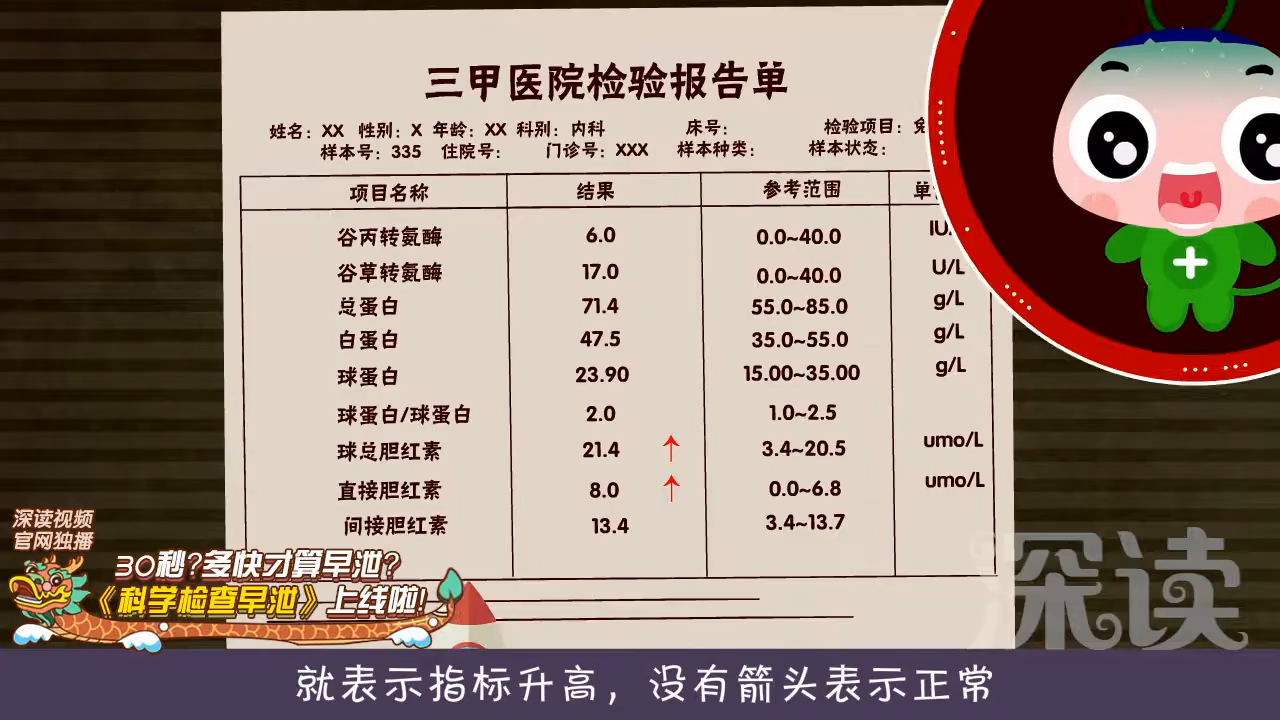 三甲医院检验报告单
姓名：XX 性别：X 年龄：XX 科别：内科 床号： 检验项目：
样本号：335 住院号： 门诊号：XXX 样本种类： 样本状态：
项目名称 结果 参考范围 单
谷丙转氨酶 6.0 0.0~40.0 IU
谷草转氨酶 17.0 0.0~40.0 U/L
总蛋白 71.4 55.0~85.0 g/L
白蛋白 47.5 35.0~55.0 g/L
球蛋白 23.90 15.00~35.00 g/L
球蛋白/球蛋白 2.0 1.0~2.5
球总胆红素 21.4 ↑ 3.4~20.5 umo/L
直接胆红素 8.0 ↑ 0.0~6.8 umo/L
间接胆红素 13.4 3.4~13.7
深读视频
官网独播
30秒?多快才算早泄?
《科学检查早泄》上线啦!
深读
就表示指标升高，没有箭头表示正常